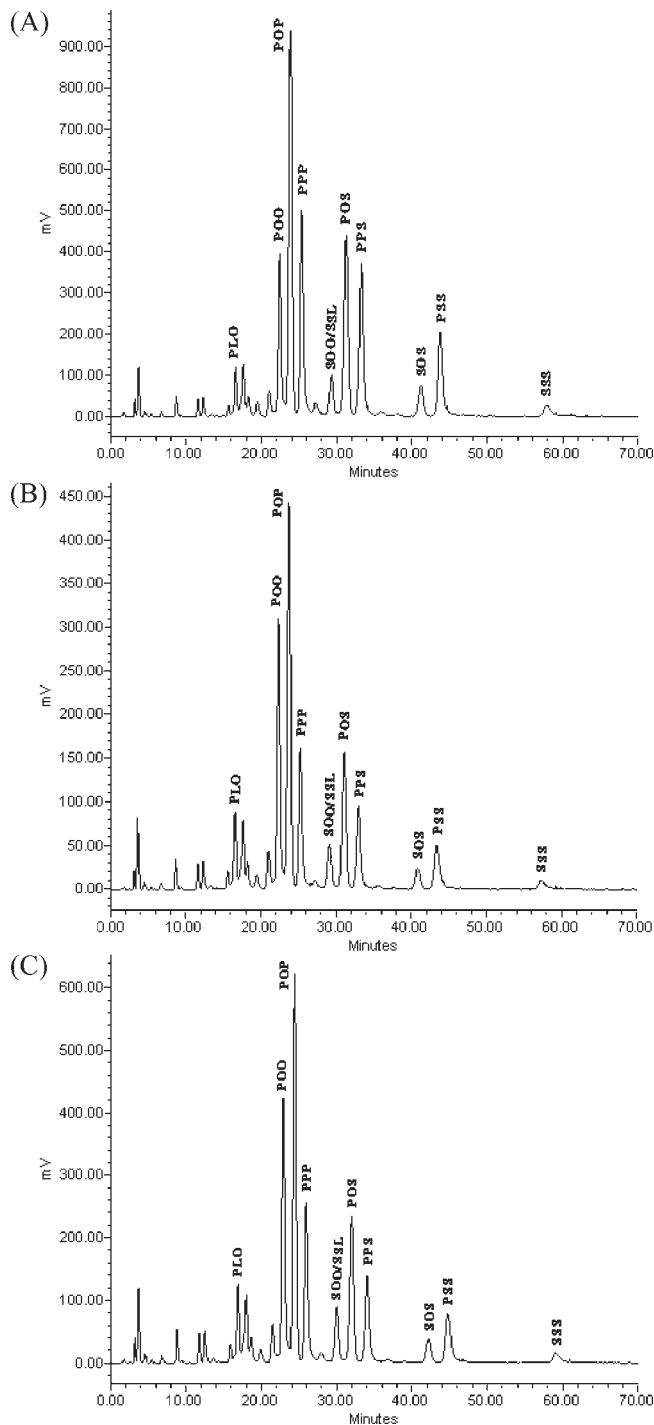 (A)
900.00
800.00
700.00
600.00
500.00
400.00
300.00
200.00
100.00
0.00
mV
PLO
POO
POP
PPP
SOO/SSL
POS
PPS
SOS
PSS
SSS
0.00 10.00 20.00 30.00 40.00 50.00 60.00 70.00
Minutes
(B)
450.00
400.00
350.00
300.00
250.00
200.00
150.00
100.00
50.00
0.00
mV
PLO
POO
POP
PPP
SOO/SSL
POS
PPS
SOS
PSS
SSS
0.00 10.00 20.00 30.00 40.00 50.00 60.00 70.00
Minutes
(C)
600.00
500.00
400.00
300.00
200.00
100.00
0.00
mV
PLO
POO
POP
PPP
SOO/SSL
POS
PPS
SOS
PSS
SSS
0.00 10.00 20.00 30.00 40.00 50.00 60.00 70.00
Minutes